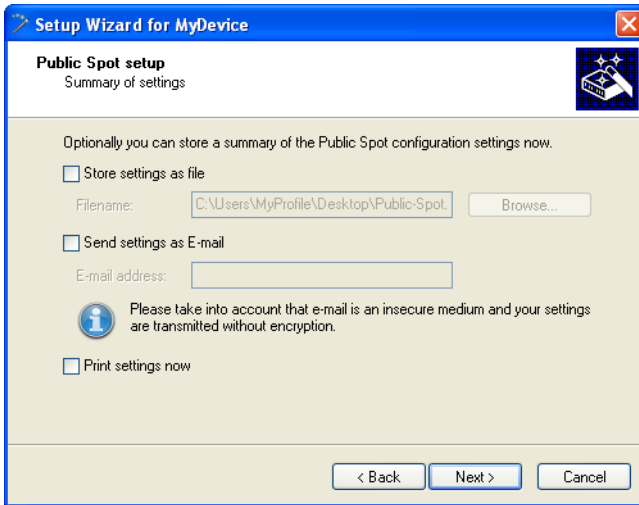 Setup Wizard for MyDevice
Public Spot setup
Summary of settings
Optionally you can store a summary of the Public Spot configuration settings now.
Store settings as file
Filename:
C:\Users\MyProfile\Desktop\Public-Spot.
Browse...
Send settings as E-mail
E-mail address:
Please take into account that e-mail is an insecure medium and your settings
are transmitted without encryption.
Print settings now
< Back
Next >
Cancel